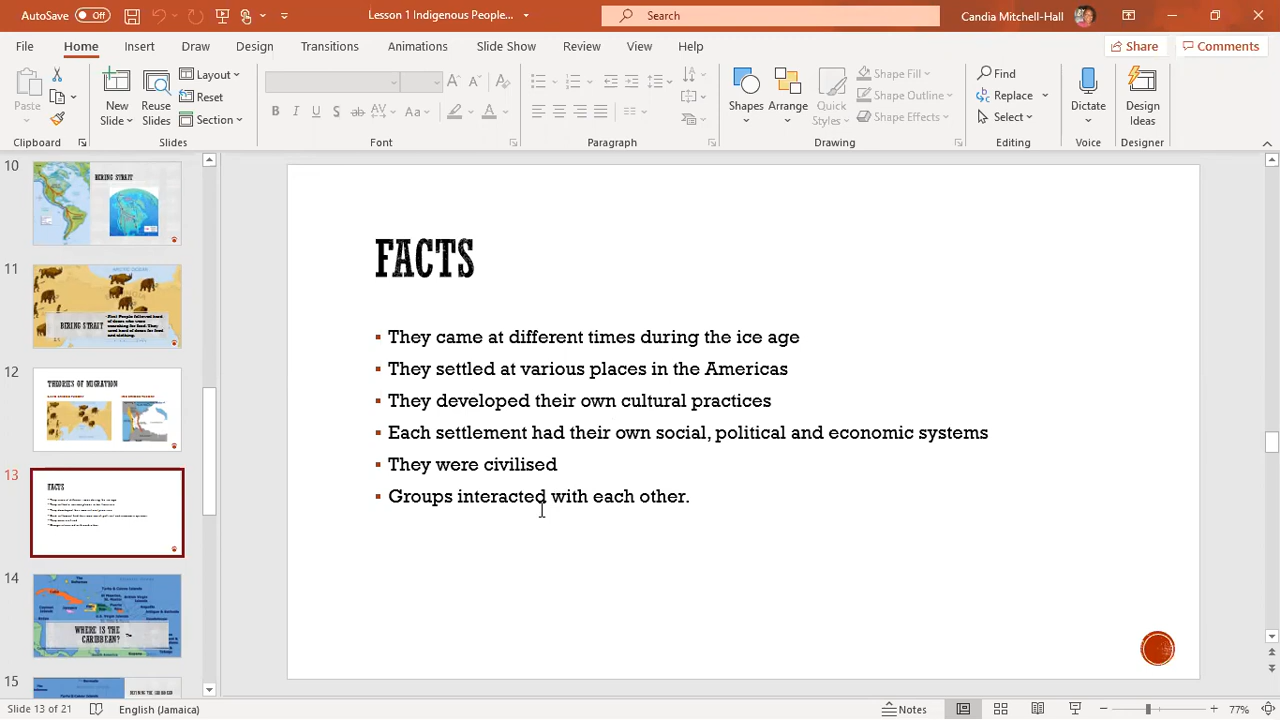 AutoSave Off
Lesson 1 Indigenous People...
Search
Candia Mitchell-Hall
File Home Insert Draw Design Transitions Animations Slide Show Review View Help
Share Comments
Paste
New Slide
Reuse Slides
Layout
Reset
Section
Shapes
Arrange
Quick Styles
Shape Fill
Shape Outline
Shape Effects
Find
Replace
Select
Dictate
Design Ideas
Clipboard Slides Font Paragraph Drawing Editing Voice Designer
10
BERING STRAIT
11
BERING STRAIT
12
THEORIES OF MIGRATION
13
FACTS
14
WHERE IS THE
CARIBBEAN?
15
FACTS
They came at different times during the ice age
They settled at various places in the Americas
They developed their own cultural practices
Each settlement had their own social, political and economic systems
They were civilised
Groups interacted with each other.
Slide 13 of 21
English (Jamaica)
Notes
77%